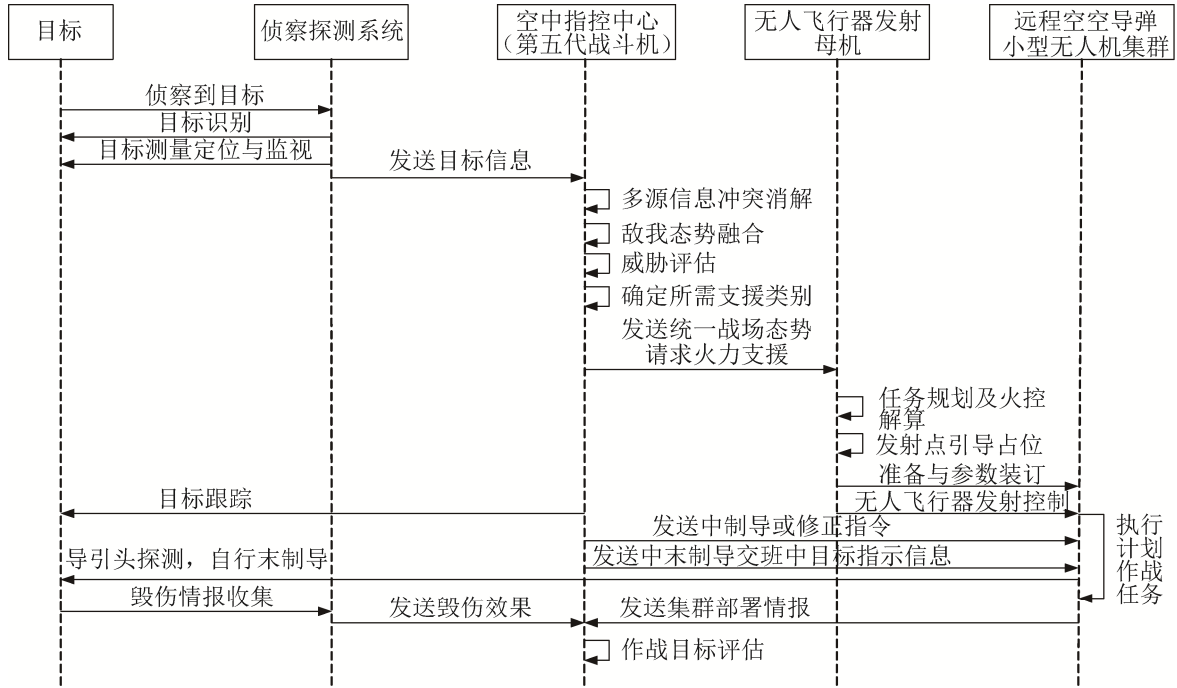 目标
侦察探测系统
空中指控中心
（第五代战斗机）
无人飞行器发射
母机
远程空空导弹
小型无人机集群
侦察到目标
目标识别
目标测量定位与监视
发送目标信息
多源信息冲突消解
敌我态势融合
威胁评估
确定所需支援类别
发送统一战场态势
请求火力支援
任务规划及火控
解算
发射点引导占位
准备与参数装订
目标跟踪
无人飞行器发射控制
发送中制导或修正指令
执行
计划
作战
任务
导引头探测，自行末制导
发送中末制导交班中目标指示信息
毁伤情报收集
发送毁伤效果
发送集群部署情报
作战目标评估